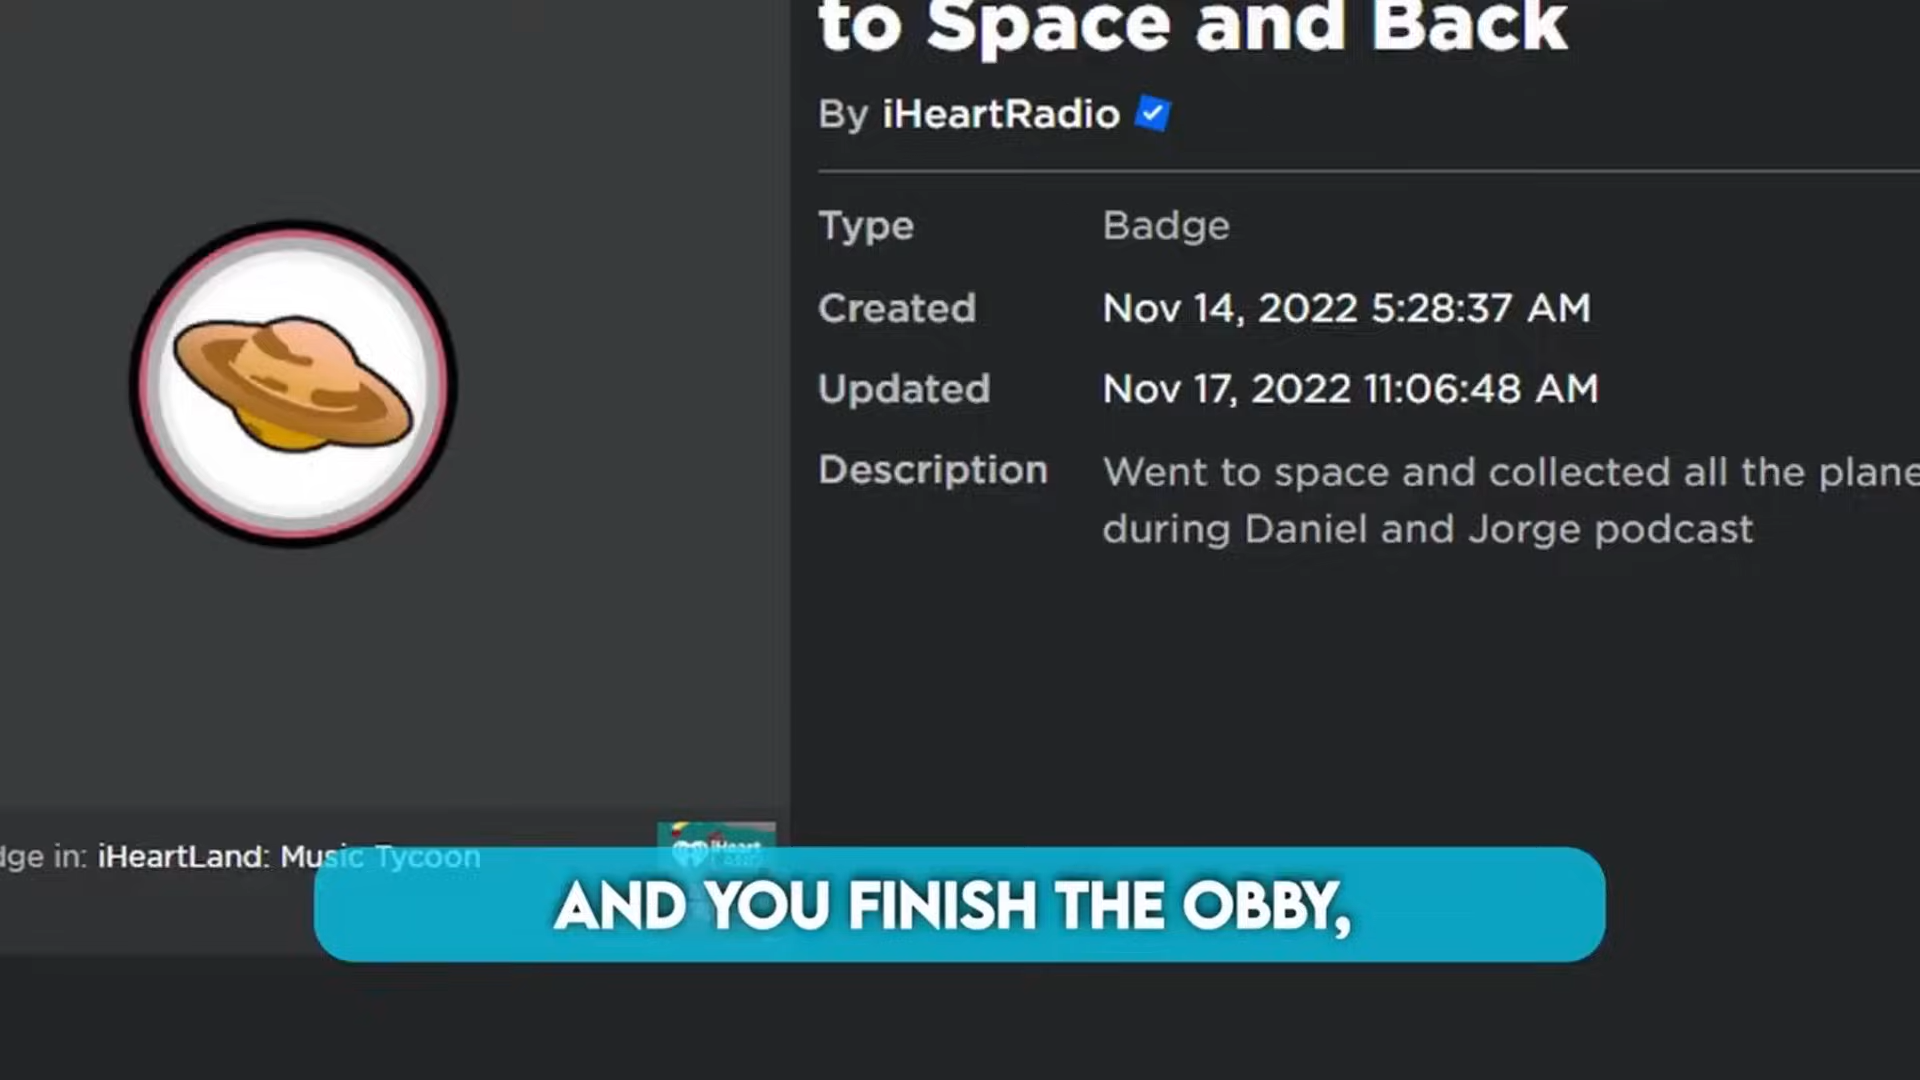 to Space and Back
By iHeartRadio
Type Badge
Created Nov 14, 2022 5:28:37 AM
Updated Nov 17, 2022 11:06:48 AM
Description Went to space and collected all the plane
during Daniel and Jorge podcast
dge in: iHeartLand: Music Tycoon
iHeart
AND YOU FINISH THE OBBY,